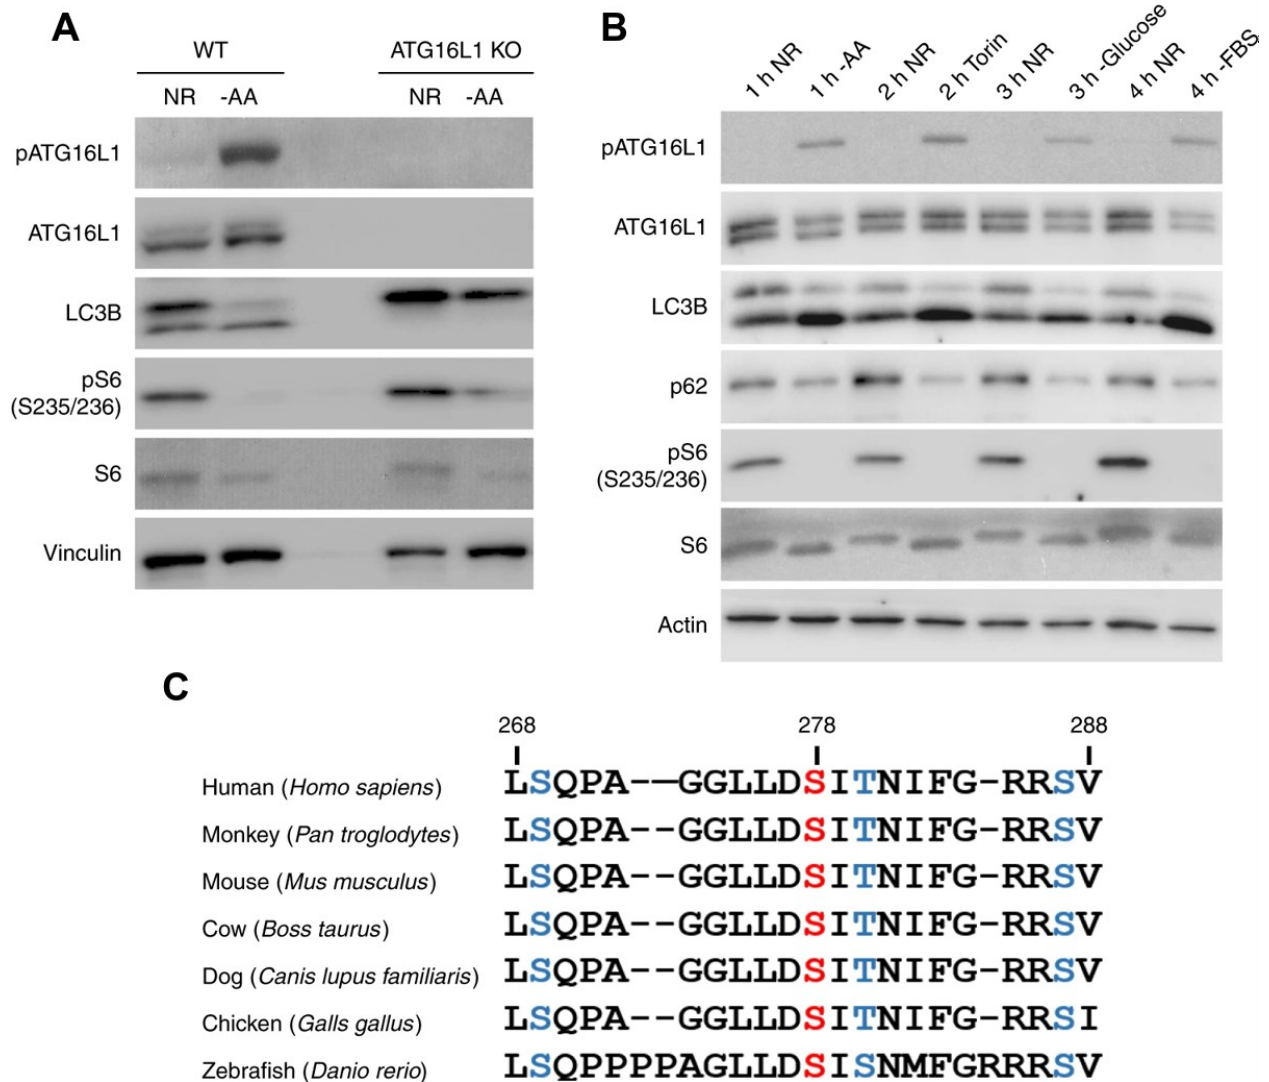 A
WT
ATG16L1 KO
NR -AA
NR -AA
pATG16L1
ATG16L1
LC3B
pS6
(S235/236)
S6
Vinculin
B
1 h NR
1 h -AA
2 h NR
2 h Torin
3 h NR
3 h -Glucose
4 h NR
4 h -FBS
pATG16L1
ATG16L1
LC3B
p62
pS6
(S235/236)
S6
Actin
C
268 278 288
Human (Homo sapiens) LSQPA--GGLLDSITNIFG-RRSV
Monkey (Pan troglodytes) LSQPA--GGLLDSITNIFG-RRSV
Mouse (Mus musculus) LSQPA--GGLLDSITNIFG-RRSV
Cow (Boss taurus) LSQPA--GGLLDSITNIFG-RRSV
Dog (Canis lupus familiaris) LSQPA--GGLLDSITNIFG-RRSV
Chicken (Galls gallus) LSQPA--GGLLDSITNIFG-RRSI
Zebrafish (Danio rerio) LSQPPPPAGLLDSISNMFGRRRSV